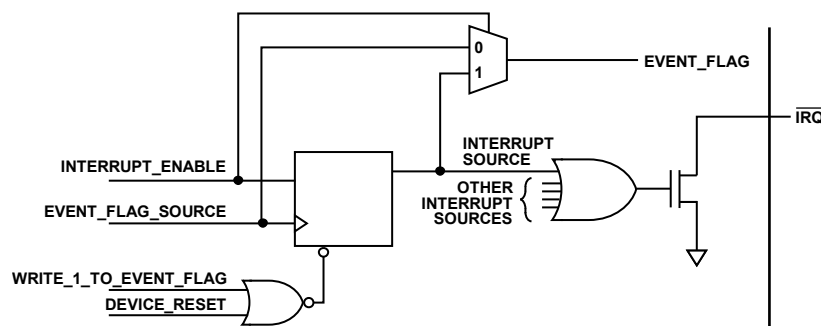 0
EVENT_FLAG
1
IRQ
INTERRUPT_ENABLE
INTERRUPT
SOURCE
EVENT_FLAG_SOURCE
OTHER
INTERRUPT
SOURCES
WRITE_1_TO_EVENT_FLAG
DEVICE_RESET